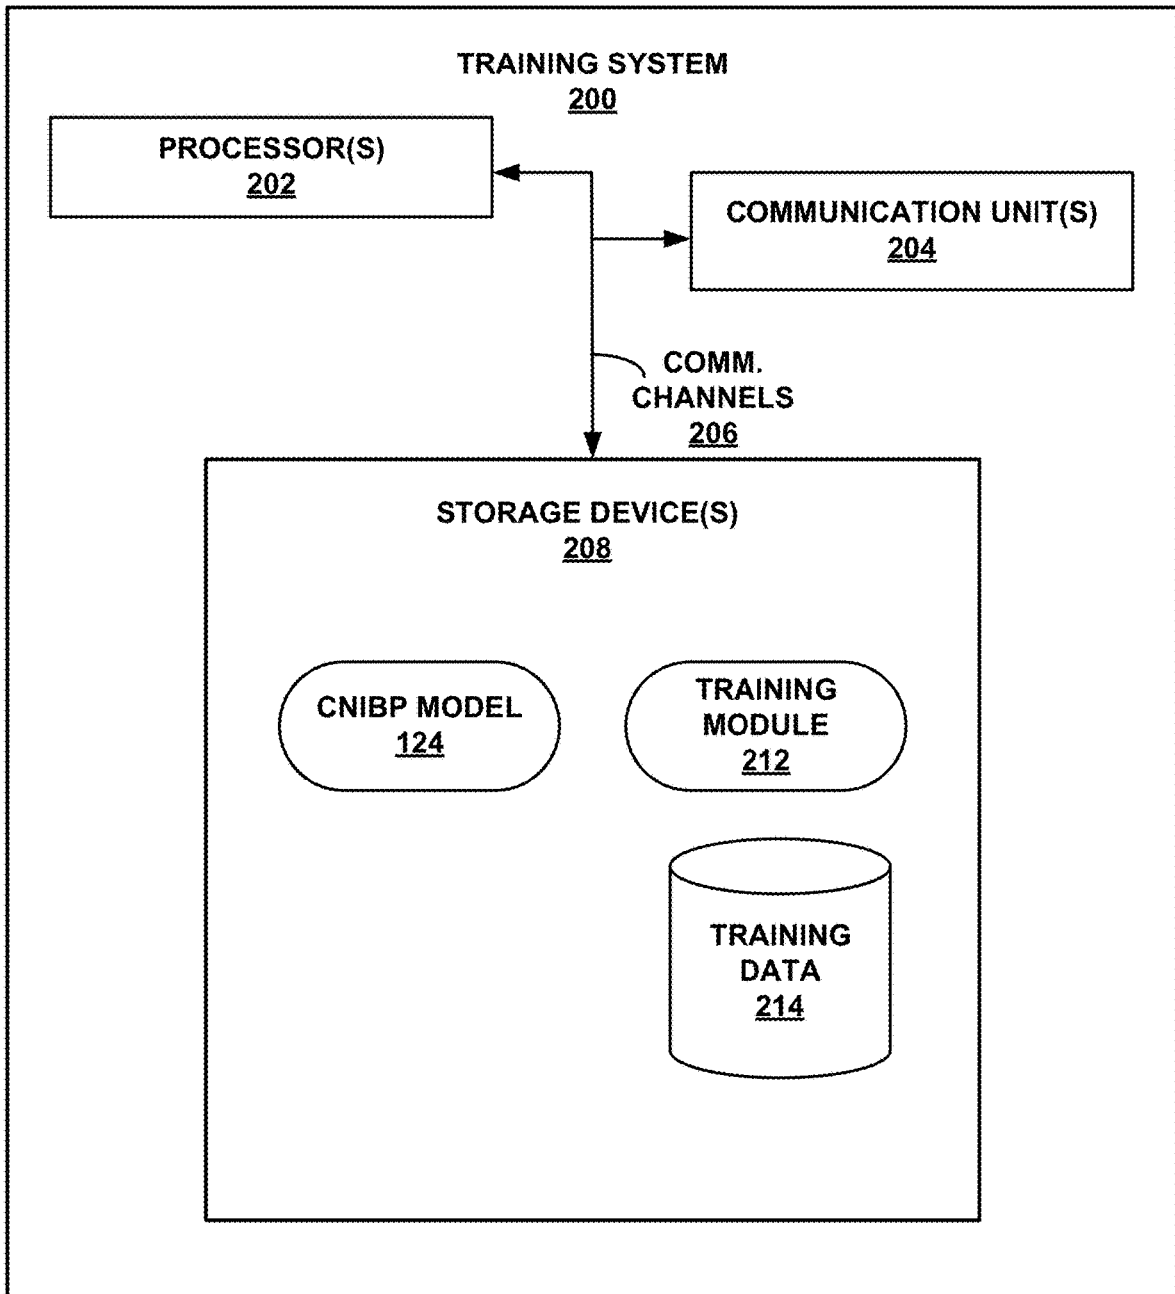 TRAINING SYSTEM
200
PROCESSOR(S)
202
COMMUNICATION UNIT(S)
204
COMM.
CHANNELS
206
STORAGE DEVICE(S)
208
CNIBP MODEL
124
TRAINING
MODULE
212
TRAINING
DATA
214